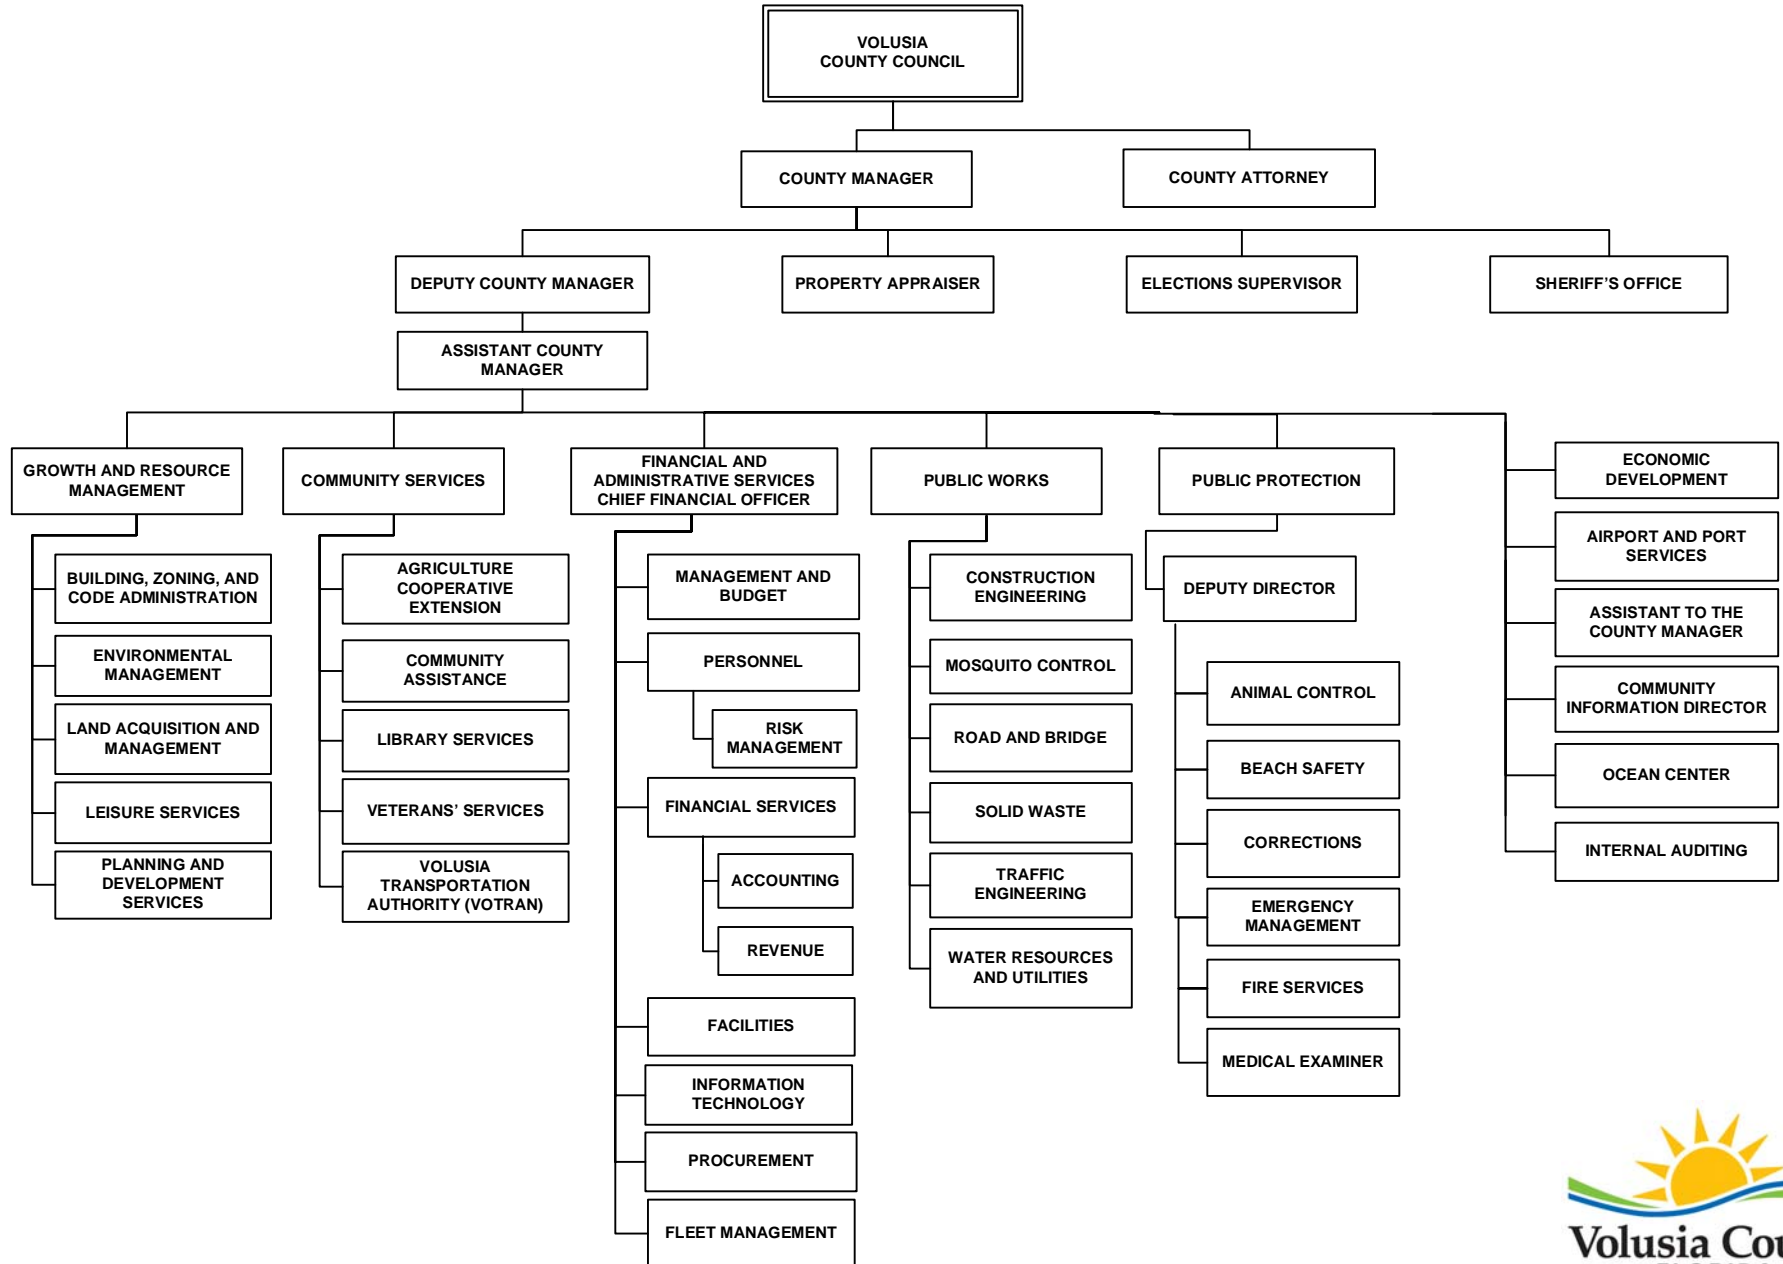 VOLUSIA
COUNTY COUNCIL
COUNTY MANAGER
COUNTY ATTORNEY
DEPUTY COUNTY MANAGER
PROPERTY APPRAISER
ELECTIONS SUPERVISOR
SHERIFF'S OFFICE
ASSISTANT COUNTY
MANAGER
GROWTH AND RESOURCE
MANAGEMENT
BUILDING, ZONING, AND
CODE ADMINISTRATION
ENVIRONMENTAL
MANAGEMENT
LAND ACQUISITION AND
MANAGEMENT
LEISURE SERVICES
PLANNING AND
DEVELOPMENT
SERVICES
COMMUNITY SERVICES
AGRICULTURE
COOPERATIVE
EXTENSION
COMMUNITY
ASSISTANCE
LIBRARY SERVICES
VETERANS' SERVICES
VOLUSIA
TRANSPORTATION
AUTHORITY (VOTRAN)
FINANCIAL AND
ADMINISTRATIVE SERVICES
CHIEF FINANCIAL OFFICER
MANAGEMENT AND
BUDGET
PERSONNEL
RISK
MANAGEMENT
FINANCIAL SERVICES
ACCOUNTING
REVENUE
FACILITIES
INFORMATION
TECHNOLOGY
PROCUREMENT
FLEET MANAGEMENT
PUBLIC WORKS
CONSTRUCTION
ENGINEERING
MOSQUITO CONTROL
ROAD AND BRIDGE
SOLID WASTE
TRAFFIC
ENGINEERING
WATER RESOURCES
AND UTILITIES
PUBLIC PROTECTION
DEPUTY DIRECTOR
ANIMAL CONTROL
BEACH SAFETY
CORRECTIONS
EMERGENCY
MANAGEMENT
FIRE SERVICES
MEDICAL EXAMINER
ECONOMIC
DEVELOPMENT
AIRPORT AND PORT
SERVICES
ASSISTANT TO THE
COUNTY MANAGER
COMMUNITY
INFORMATION DIRECTOR
OCEAN CENTER
INTERNAL AUDITING
Volusia Cou